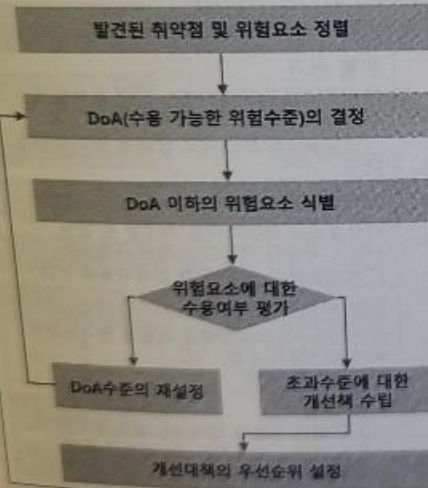 발견된 취약점 및 위험요소 정렬
DoA(수용 가능한 위험수준)의 결정
DoA 이하의 위험요소 식별
위험요소에 대한
수용여부 평가
DoA수준의 재설정
초과수준에 대한
개선책 수립
개선대책의 우선순위 설정